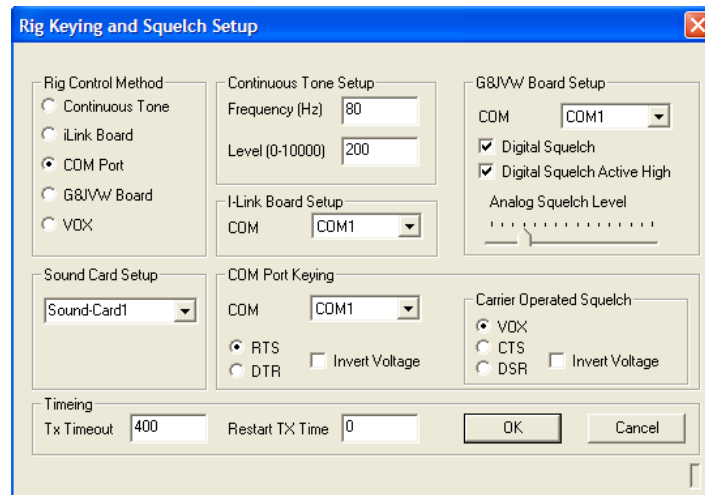 Rig Keying and Squelch Setup
Rig Control Method
Continuous Tone
iLink Board
COM Port
G8JVW Board
VOX
Continuous Tone Setup
Frequency (Hz) 80
Level (0-10000) 200
I-Link Board Setup
COM COM1
G8JVW Board Setup
COM COM1
Digital Squelch
Digital Squelch Active High
Analog Squelch Level
Sound Card Setup
Sound-Card1
COM Port Keying
COM COM1
RTS
DTR
Invert Voltage
Carrier Operated Squelch
VOX
CTS
DSR
Invert Voltage
Timeing
Tx Timeout 400
Restart TX Time 0
OK
Cancel